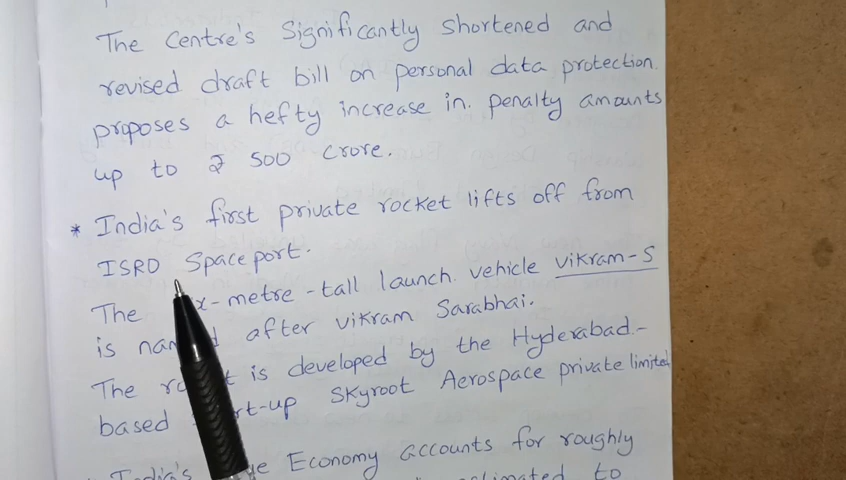 The Centre's Significantly Shortened and
revised draft bill on personal data protection.
proposes a hefty increase in. penalty amounts
up to ₹ 500 crore.
* India's first private rocket lifts off from
ISRO Spaceport.
The x-metre-tall launch vehicle vikram-S
is after vikram Sarabhai.
The is developed by the Hyderabad-
based Skyroot Aerospace private limited
India's Economy accounts for roughly
to